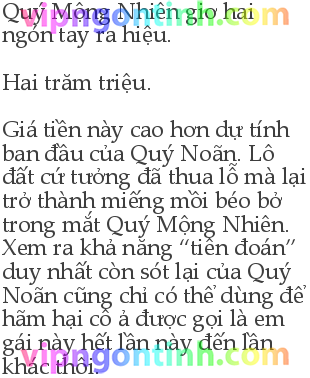 Quý Mộng Nhiên giơ hai
ngón tay ra hiệu.
Hai trăm triệu.
Giá tiền này cao hơn dự tính
ban đầu của Quý Noãn. Lô
đất cứ tưởng đã thua lỗ mà lại
trở thành miếng mồi béo bở
trong mắt Quý Mộng Nhiên.
Xem ra khả năng “tiên đoán”
duy nhất còn sót lại của Quý
Noãn cũng chỉ có thể dùng để
hãm hại cô ả được gọi là em
gái này hết lần này đến lần
khác thôi.
vipngontinh.com
vipngontinh.com